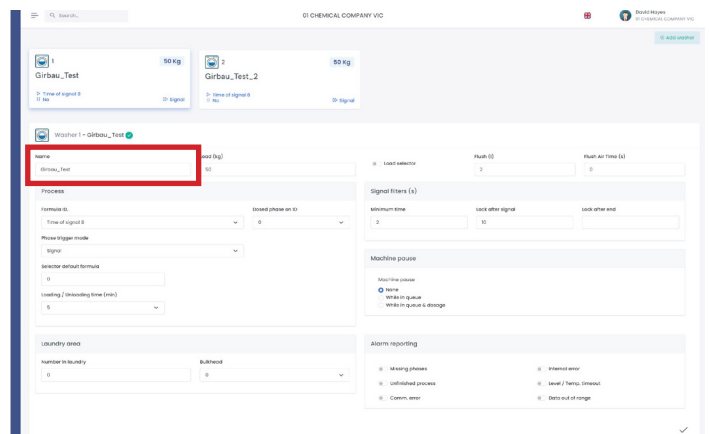 Search...
01 CHEMICAL COMPANY VIC
David Hayes
01 CHEMICAL COMPANY VIC
Add washer
1
50 Kg
Girbau_Test
Time of signal 8
No
Signal
2
50 Kg
Girbau_Test_2
Time of signal 8
No
Signal
Washer 1 - Girbau_Test
Name
Load (kg)
Load selector
Flush (l)
Flush Air Time (s)
Girbau_Test
50
2
0
Process
Signal filters (s)
Formula ID.
Dosed phase on ID
Minimum time
Lock after signal
Lock after end
Time of signal 8
0
2
10
Phase trigger mode
Signal
Machine pause
Selector default formula
0
Machine pause
None
While in queue
While in queue & dosage
Loading / Unloading time (min)
5
Laundry area
Alarm reporting
Number in laundry
Bulkhead
0
0
Missing phases
Internal error
Unfinished process
Level / Temp. timeout
Comm. error
Data out of range